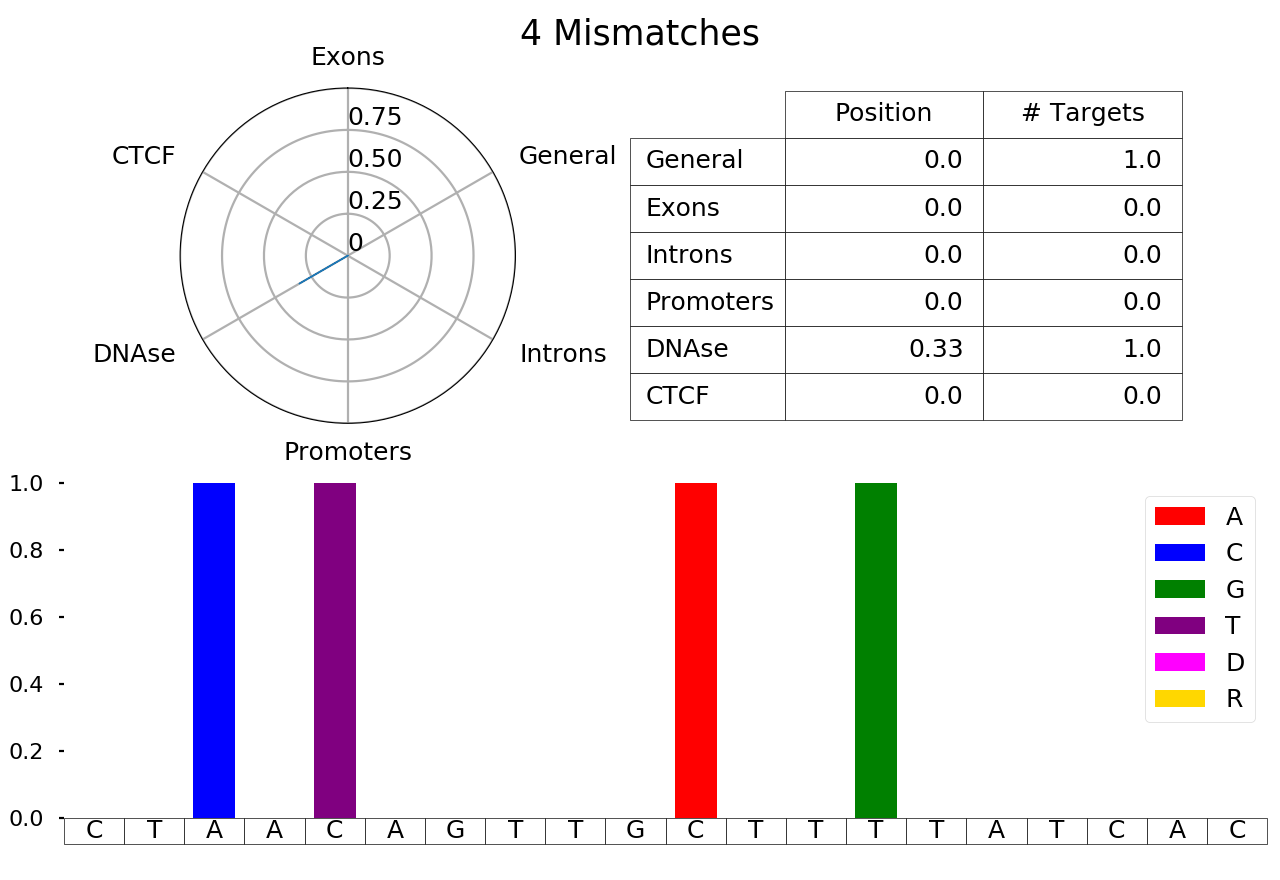 4 Mismatches
Exons
CTCF
General
DNAse
Introns
Promoters
0.75
0.50
0.25
0
Position # Targets
General 0.0 1.0
Exons 0.0 0.0
Introns 0.0 0.0
Promoters 0.0 0.0
DNAse 0.33 1.0
CTCF 0.0 0.0
1.0
0.8
0.6
0.4
0.2
0.0
C T A A C A G T T G C T T T T A T C A C
A
C
G
T
D
R